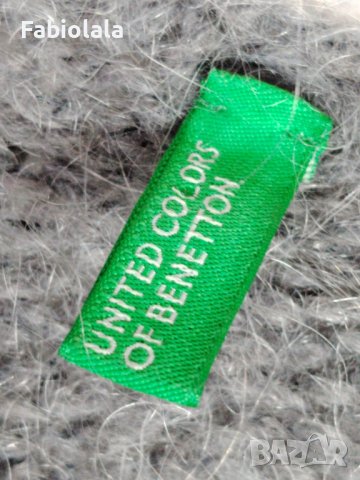 Fabiolala
UNITED COLORS
OF BENETTON
BAZAR